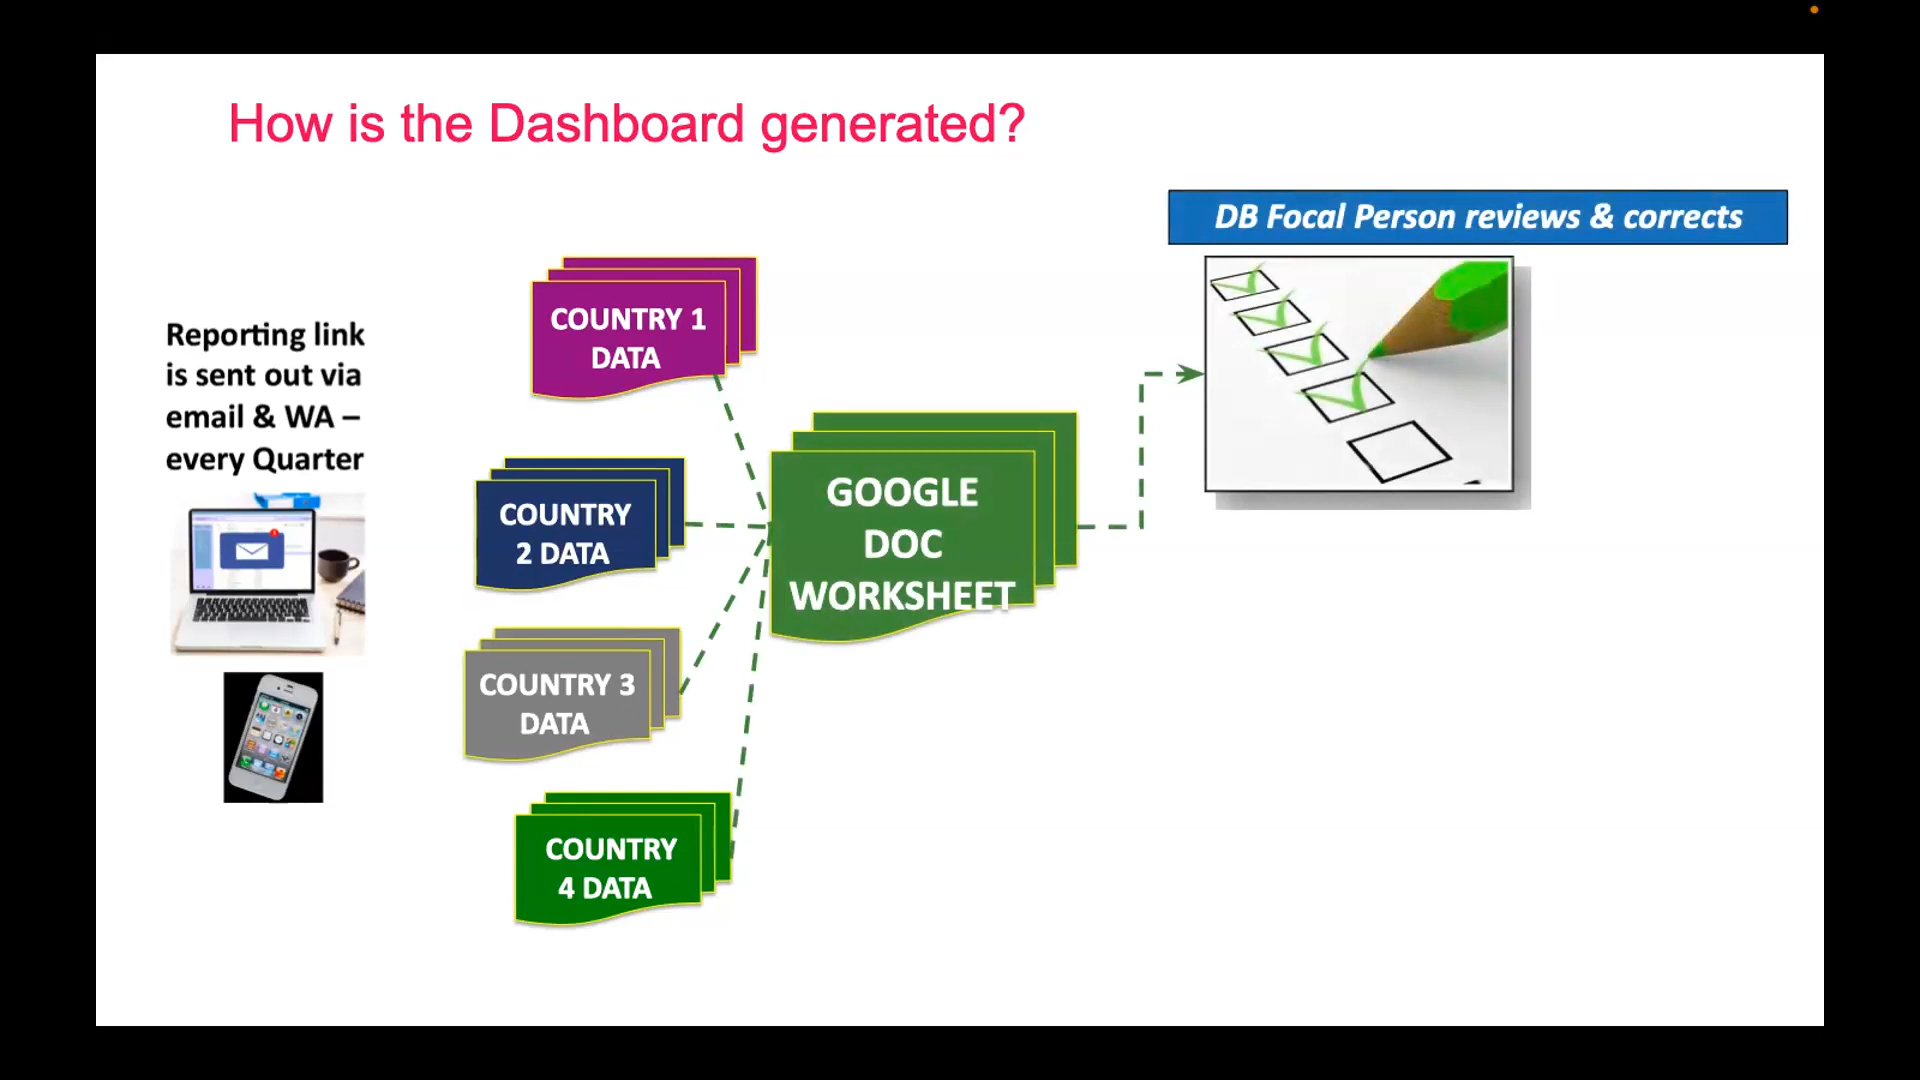 How is the Dashboard generated?
DB Focal Person reviews & corrects
Reporting link
is sent out via
email & WA –
every Quarter
COUNTRY 1
DATA
COUNTRY
2 DATA
COUNTRY 3
DATA
COUNTRY
4 DATA
GOOGLE
DOC
WORKSHEET